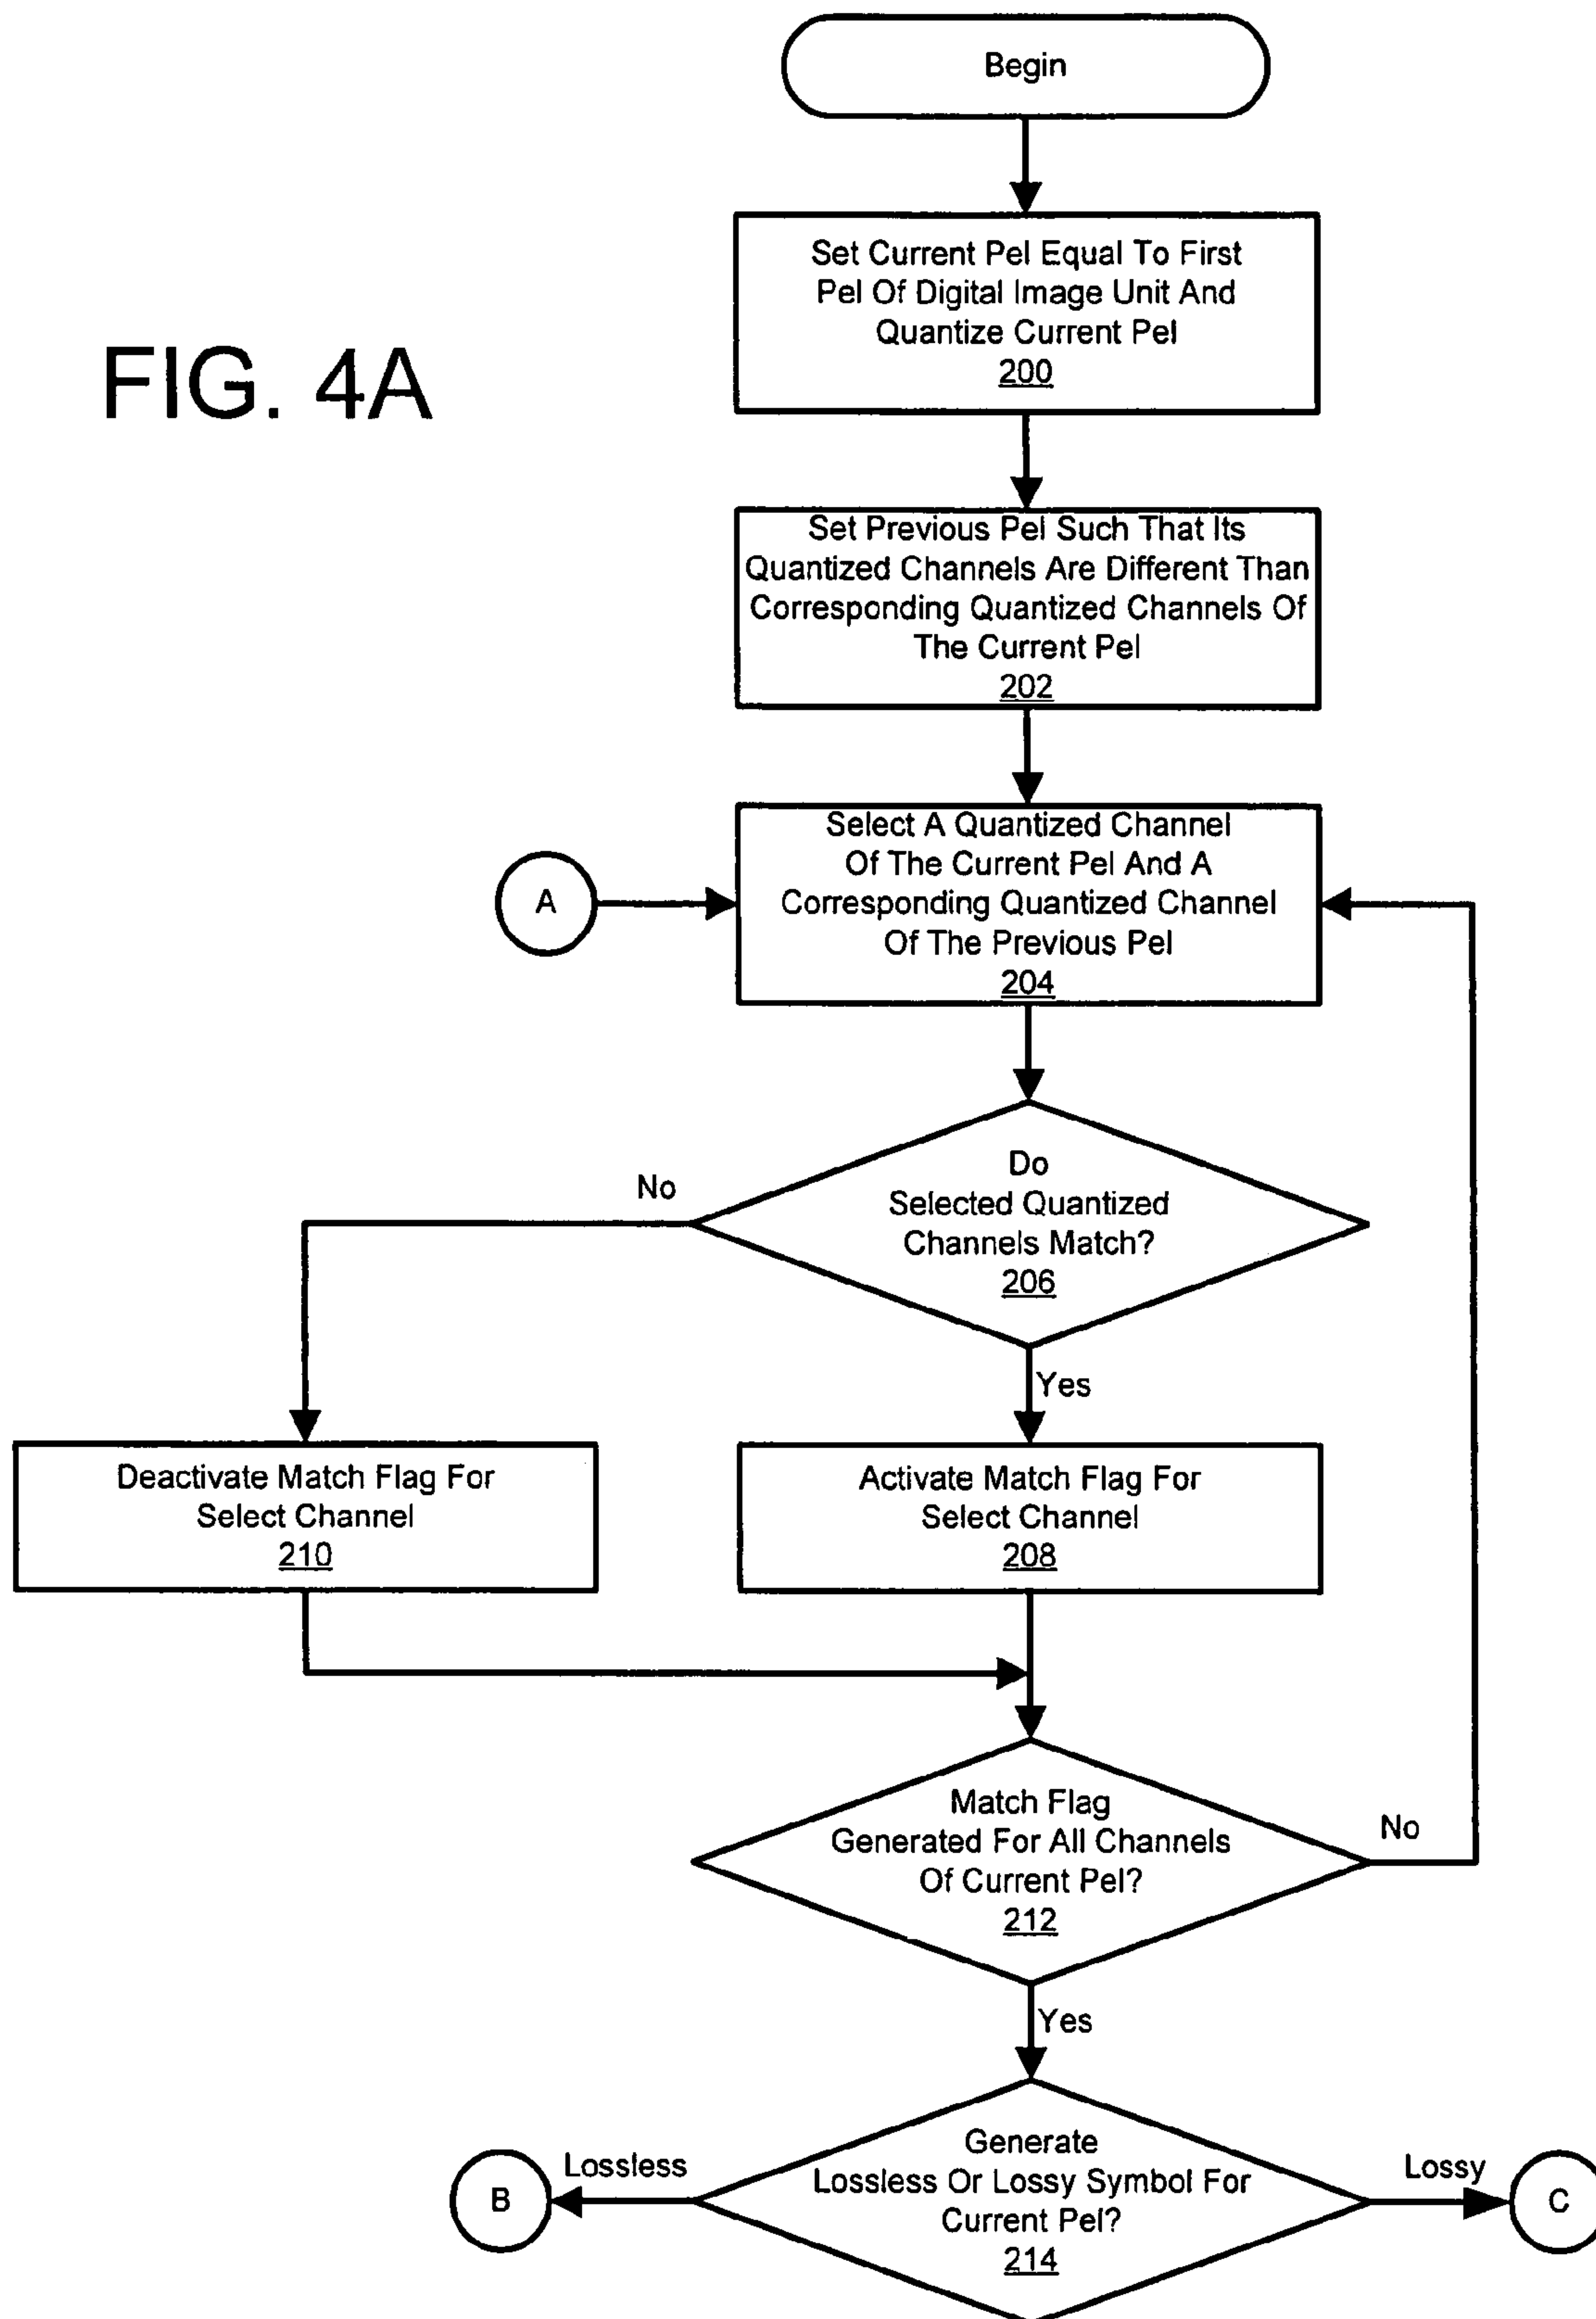 Begin
FIG. 4A
Set Current Pel Equal To First
Pel Of Digital Image Unit And
Quantize Current Pel
200
Set Previous Pel Such That Its
Quantized Channels Are Different Than
Corresponding Quantized Channels Of
The Current Pel
202
A
Select A Quantized Channel
Of The Current Pel And A
Corresponding Quantized Channel
Of The Previous Pel
204
Do
Selected Quantized
Channels Match?
206
No
Yes
Deactivate Match Flag For
Select Channel
210
Activate Match Flag For
Select Channel
208
Match Flag
Generated For All Channels
Of Current Pel?
212
No
Yes
Generate
Lossless Or Lossy Symbol For
Current Pel?
214
Lossless
B
Lossy
C